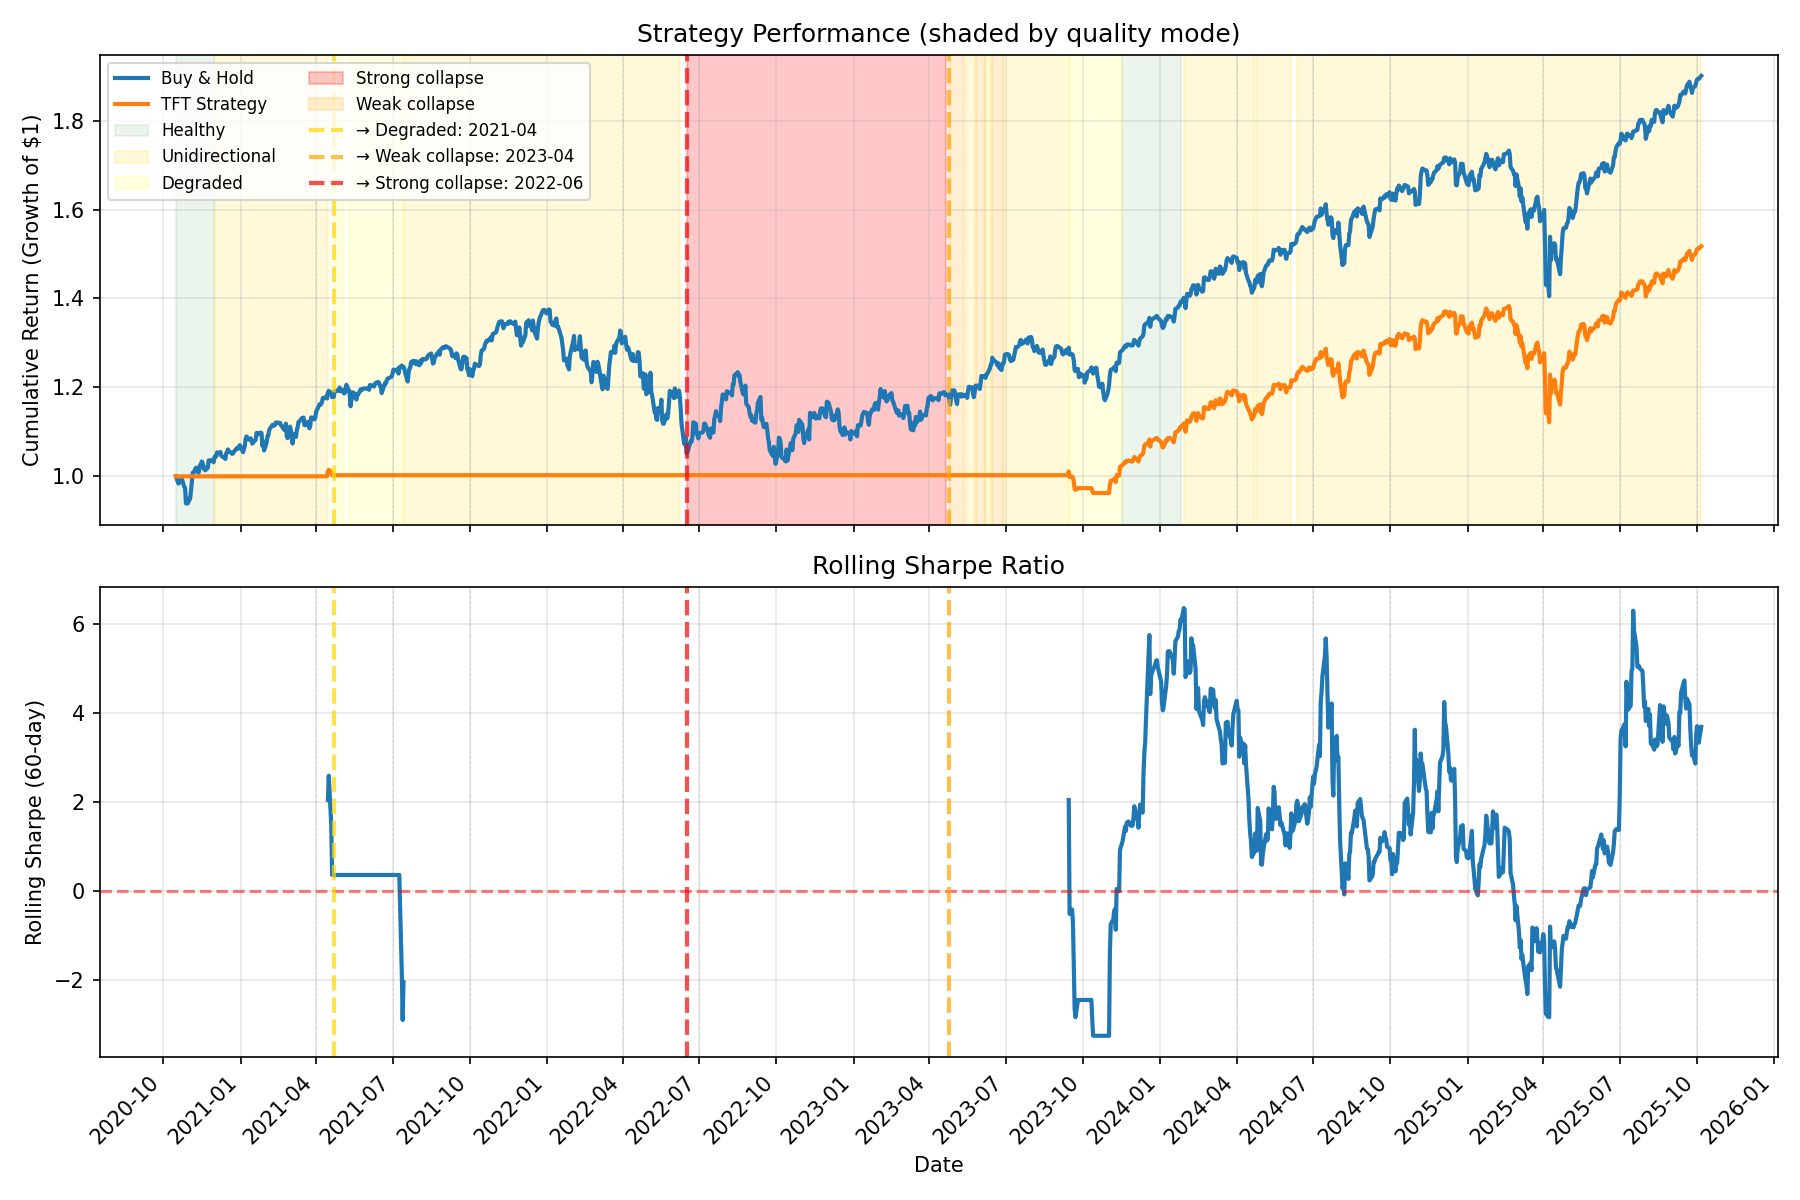 Strategy Performance (shaded by quality mode)
Cumulative Return (Growth of $1)
1.8
1.6
1.4
1.2
1.0
Buy & Hold
TFT Strategy
Healthy
Unidirectional
Degraded
Strong collapse
Weak collapse
→ Degraded: 2021-04
→ Weak collapse: 2023-04
→ Strong collapse: 2022-06
Rolling Sharpe Ratio
Rolling Sharpe (60-day)
6
4
2
0
−2
2020-10
2021-01
2021-04
2021-07
2021-10
2022-01
2022-04
2022-07
2022-10
2023-01
2023-04
2023-07
2023-10
2024-01
2024-04
2024-07
2024-10
2025-01
2025-04
2025-07
2025-10
2026-01
Date